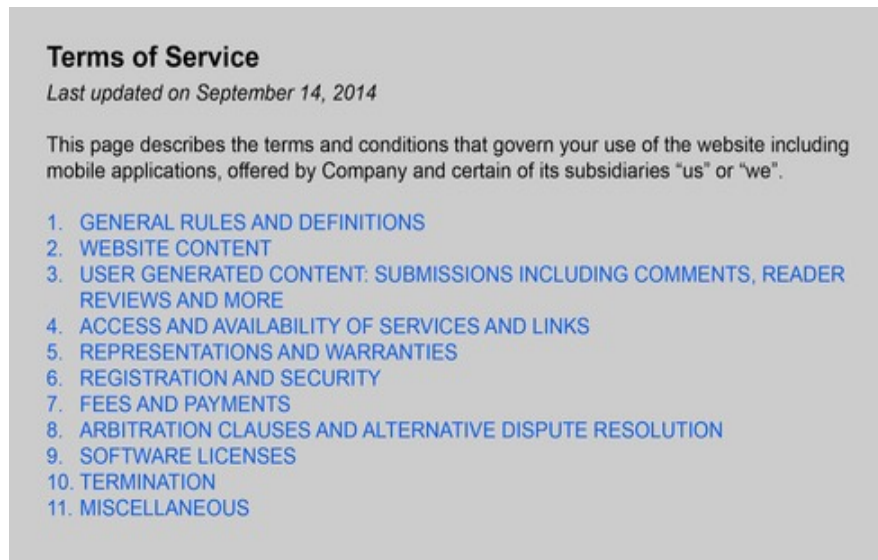 Terms of Service
Last updated on September 14, 2014
This page describes the terms and conditions that govern your use of the website including
mobile applications, offered by Company and certain of its subsidiaries “us” or “we”.
1. GENERAL RULES AND DEFINITIONS
2. WEBSITE CONTENT
3. USER GENERATED CONTENT: SUBMISSIONS INCLUDING COMMENTS, READER
REVIEWS AND MORE
4. ACCESS AND AVAILABILITY OF SERVICES AND LINKS
5. REPRESENTATIONS AND WARRANTIES
6. REGISTRATION AND SECURITY
7. FEES AND PAYMENTS
8. ARBITRATION CLAUSES AND ALTERNATIVE DISPUTE RESOLUTION
9. SOFTWARE LICENSES
10. TERMINATION
11. MISCELLANEOUS